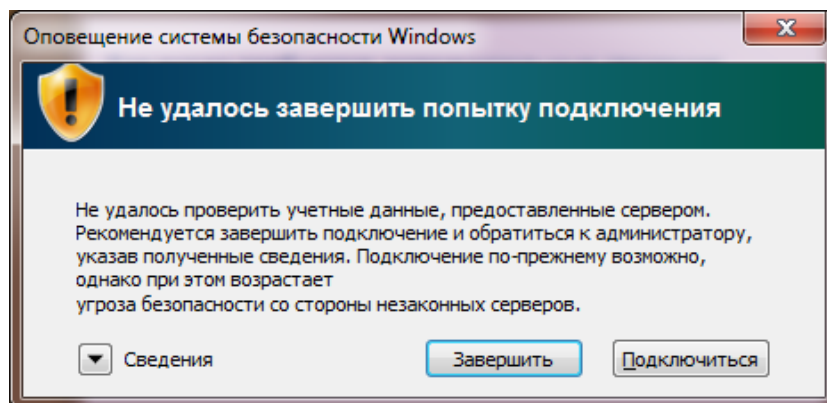 Оповещение системы безопасности Windows
Не удалось завершить попытку подключения
Не удалось проверить учетные данные, предоставленные сервером.
Рекомендуется завершить подключение и обратиться к администратору,
указав полученные сведения. Подключение по-прежнему возможно,
однако при этом возрастает
угроза безопасности со стороны незаконных серверов.
Сведения Завершить Подключиться